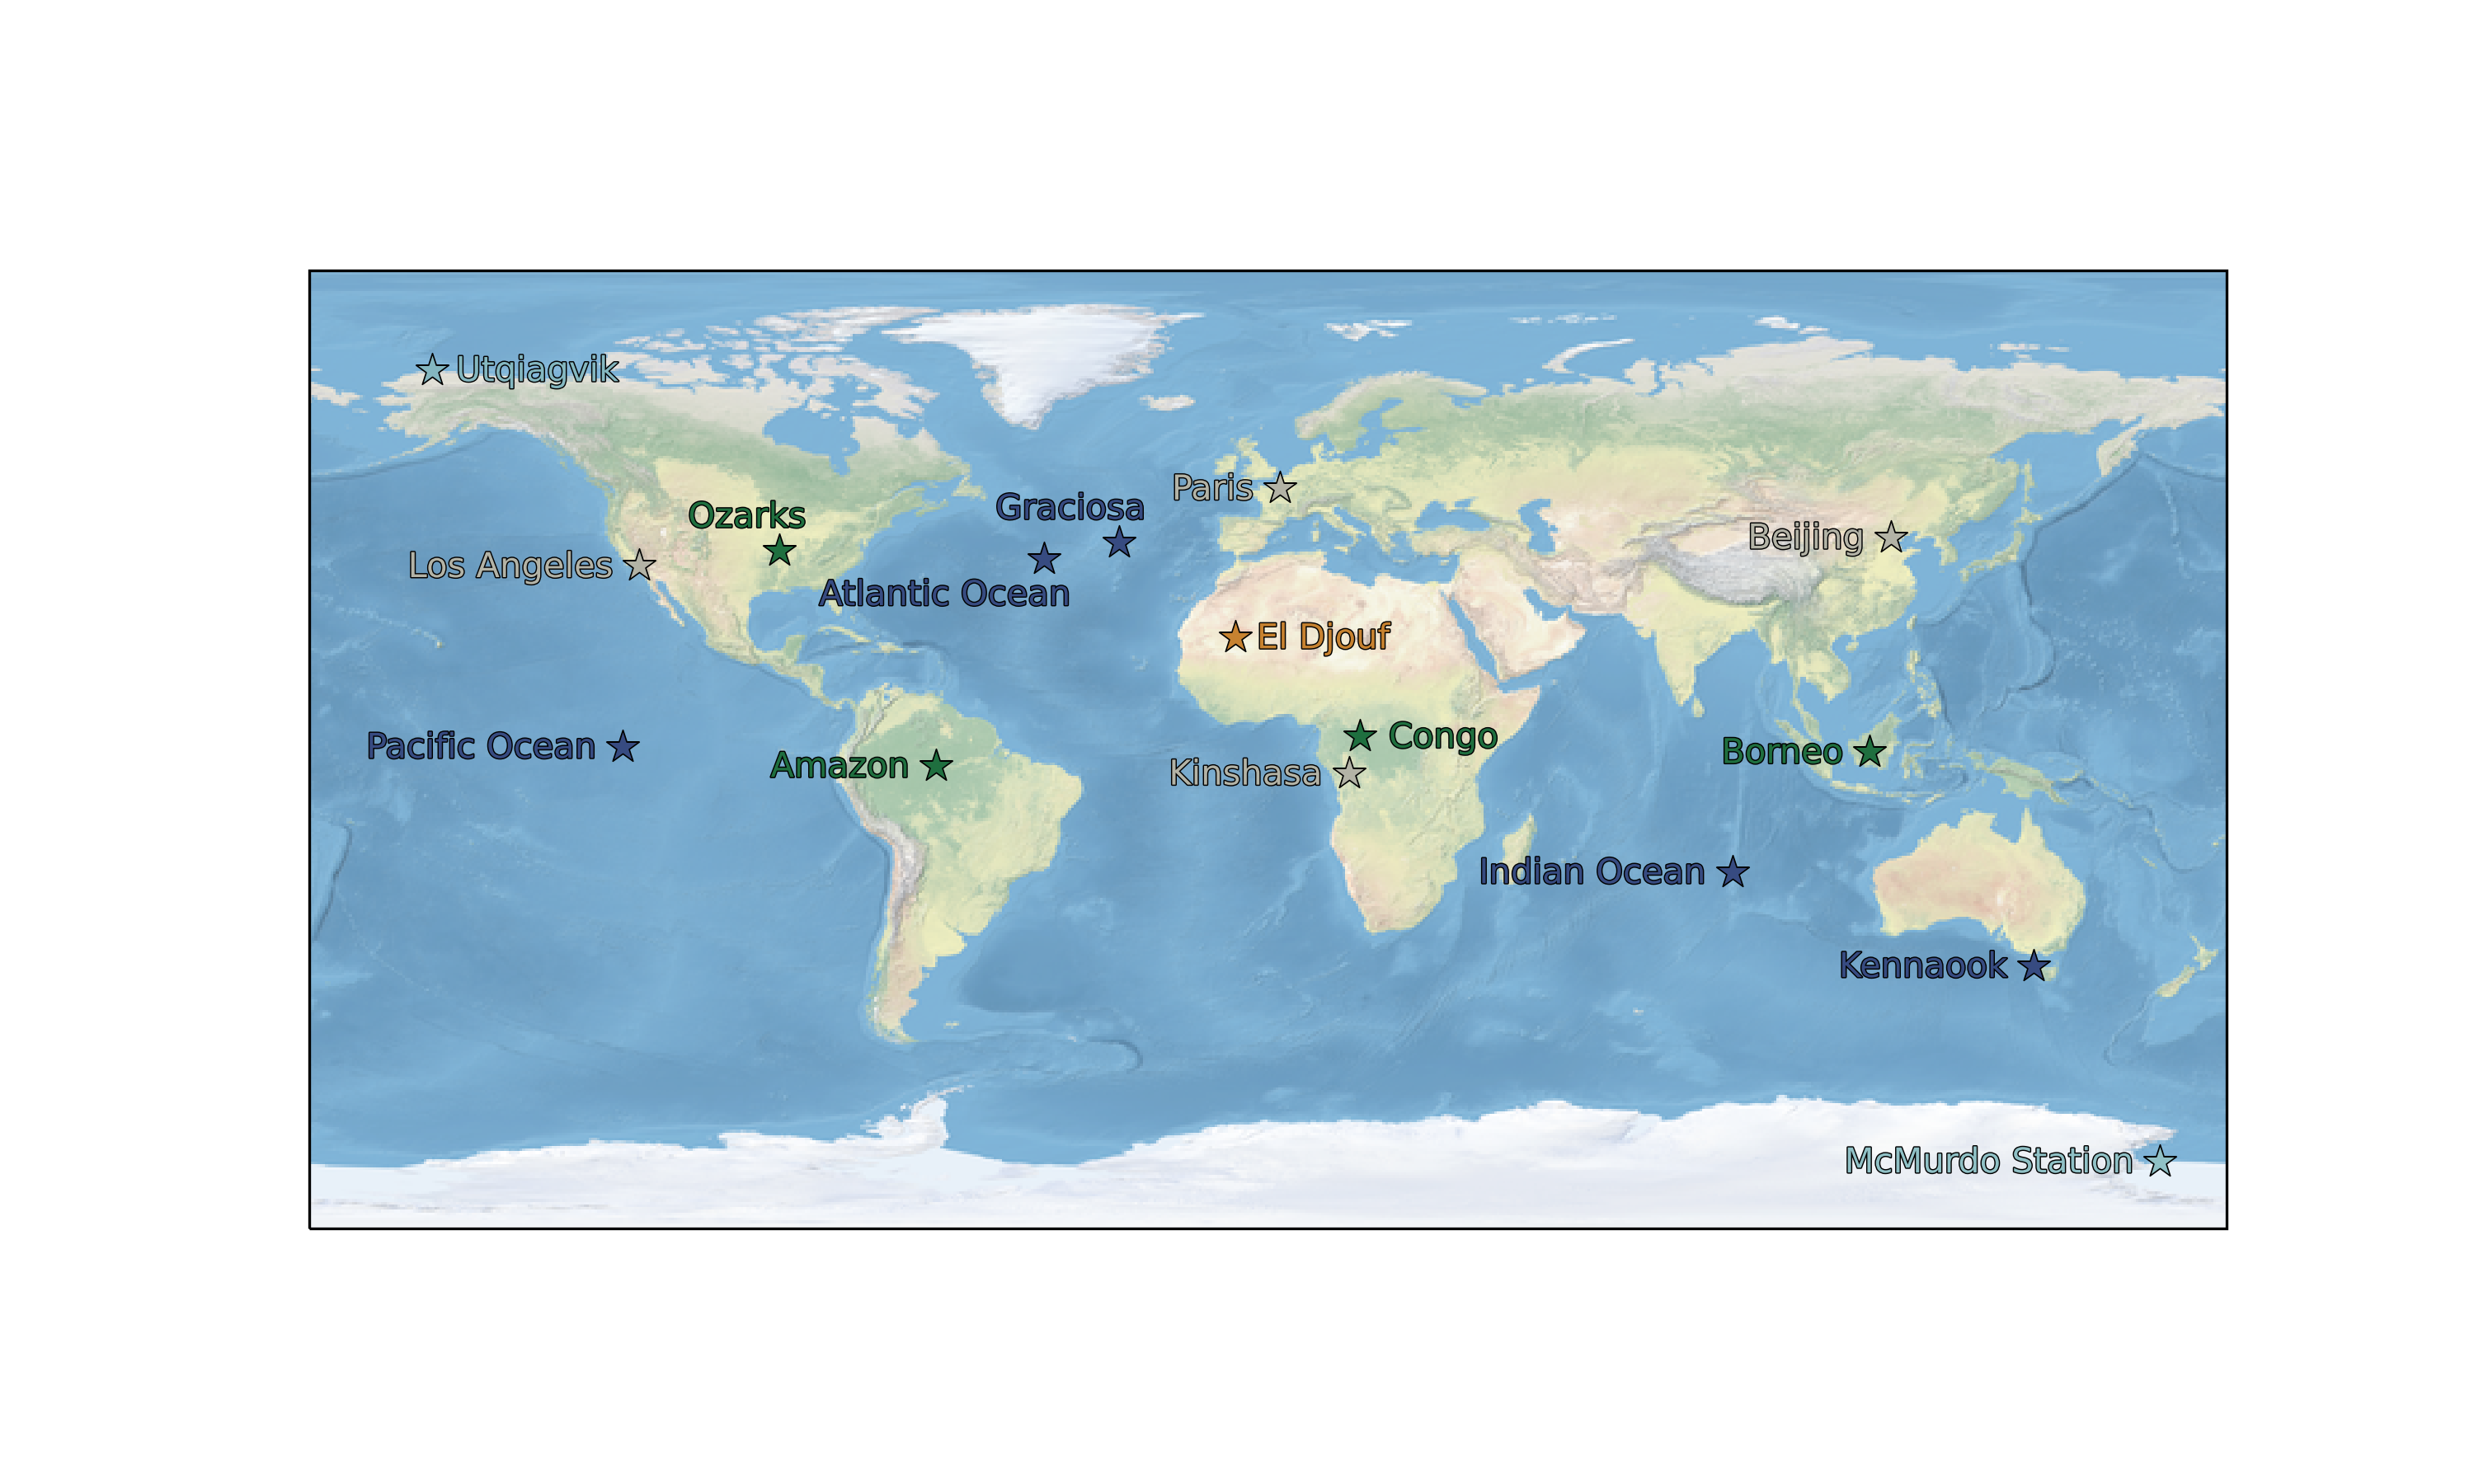 Utqiagvik
Paris
Graciosa
Ozarks
Beijing
Los Angeles
Atlantic Ocean
El Djouf
Congo
Pacific Ocean
Borneo
Amazon
Kinshasa
Indian Ocean
Kennaook
McMurdo Station